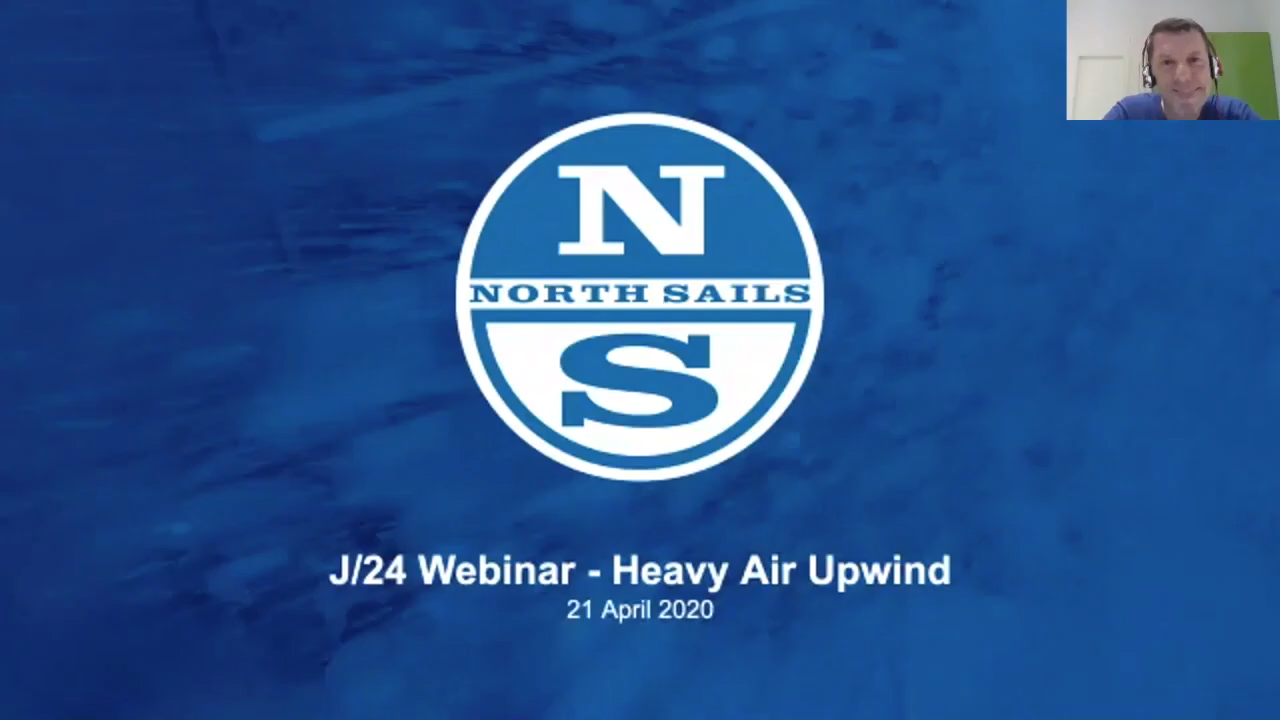 N
NORTH SAILS
S
J/24 Webinar - Heavy Air Upwind
21 April 2020